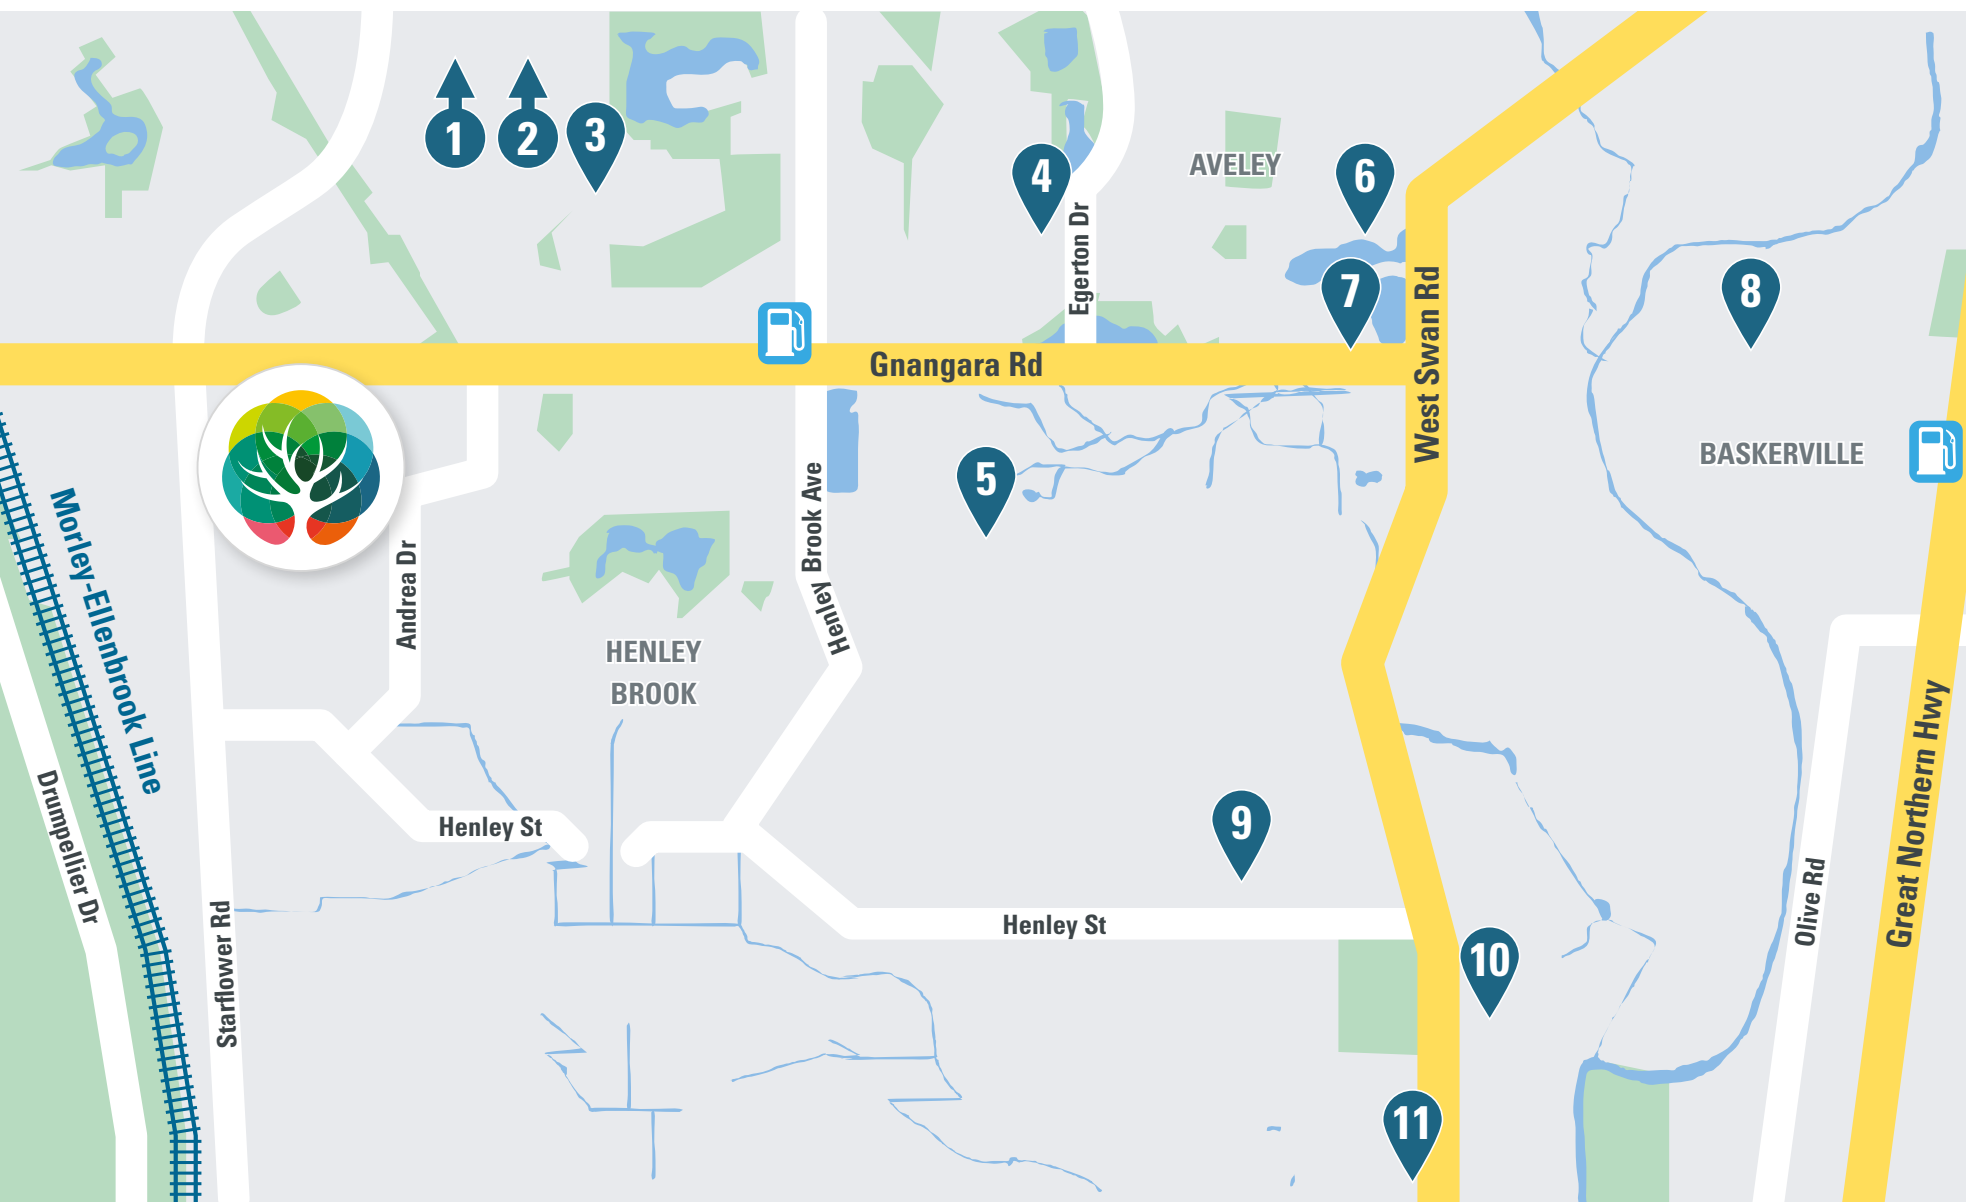 1
2
3
4
AVELEY
6
Egerton Dr
7
West Swan Rd
8
Gnangara Rd
BASKERVILLE
5
Henley Brook Ave
Morley-Ellenbrook Line
Andrea Dr
HENLEY
BROOK
Drumpellier Dr
Henley St
9
Great Northern Hwy
Olive Rd
Starflower Rd
Henley St
10
11